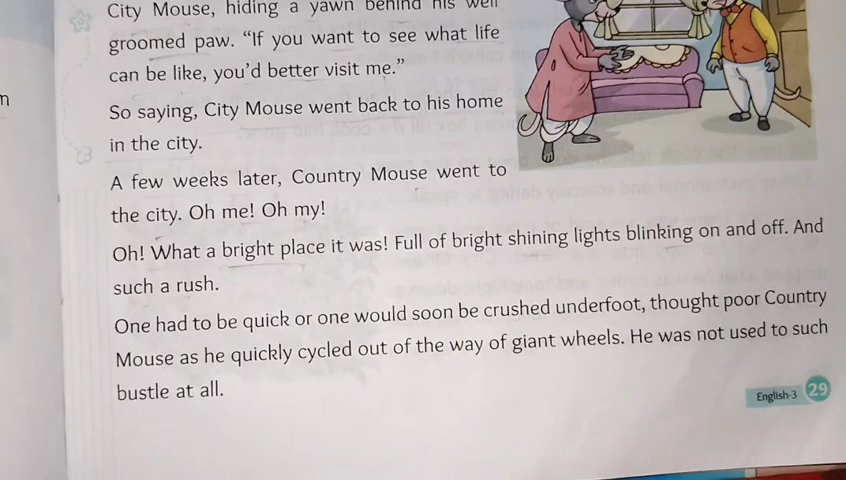 City Mouse, hiding a yawn behind his well
groomed paw. “If you want to see what life
can be like, you’d better visit me.”
So saying, City Mouse went back to his home
in the city.
A few weeks later, Country Mouse went to
the city. Oh me! Oh my!
Oh! What a bright place it was! Full of bright shining lights blinking on and off. And
such a rush.
One had to be quick or one would soon be crushed underfoot, thought poor Country
Mouse as he quickly cycled out of the way of giant wheels. He was not used to such
bustle at all.
English-3 29